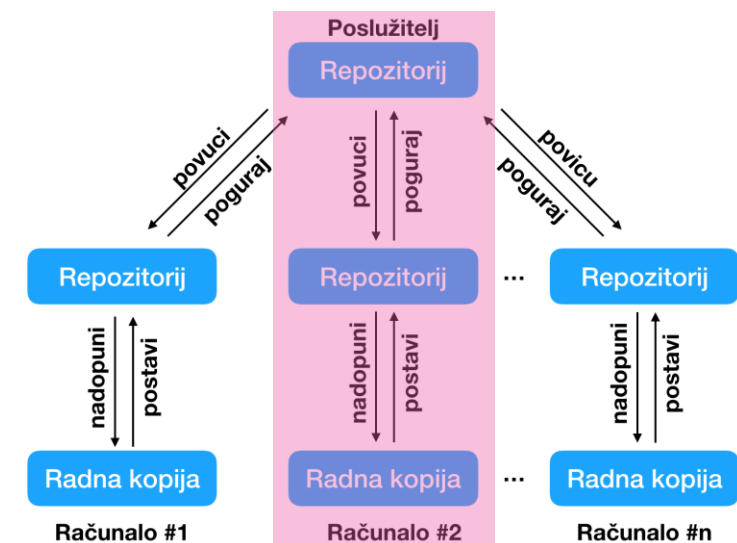 Poslužitelj
Repozitorij
povuci
poguraj
povuci
poguraj
povicu
poguraj
Repozitorij
Repozitorij
...
Repozitorij
nadopuni
postavi
nadopuni
postavi
nadopuni
postavi
Radna kopija
Radna kopija
...
Radna kopija
Računalo #1
Računalo #2
Računalo #n